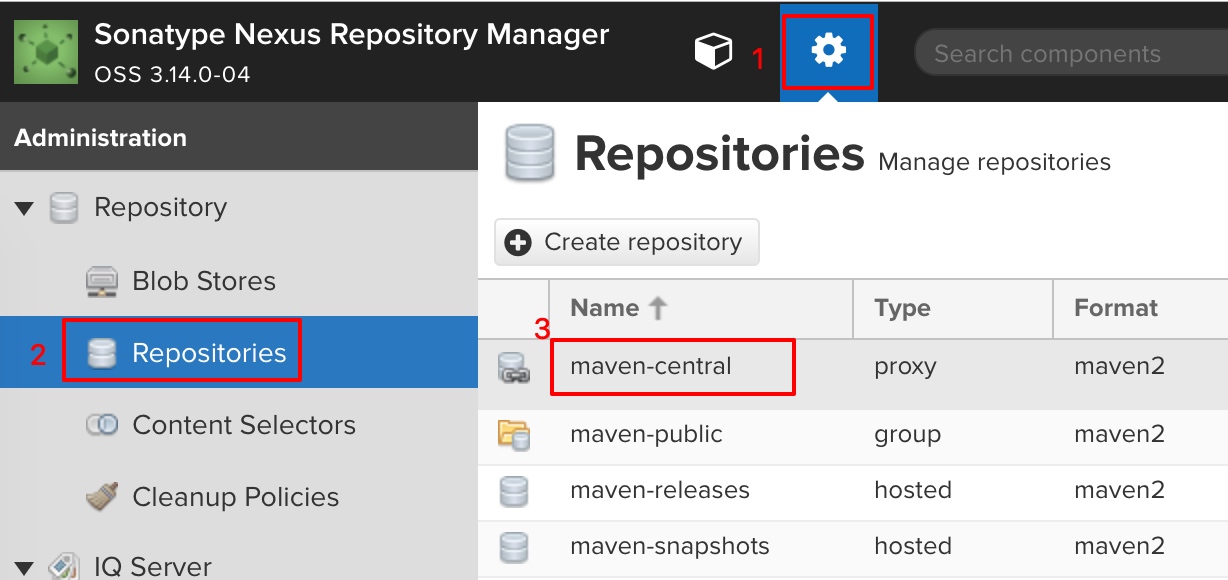 Sonatype Nexus Repository Manager
OSS 3.14.0-04
1
Search components
Administration
Repositories Manage repositories
Repository
Create repository
Blob Stores
Name Type Format
2 Repositories
3
maven-central proxy maven2
Content Selectors
maven-public group maven2
Cleanup Policies
maven-releases hosted maven2
maven-snapshots hosted maven2
IQ Server